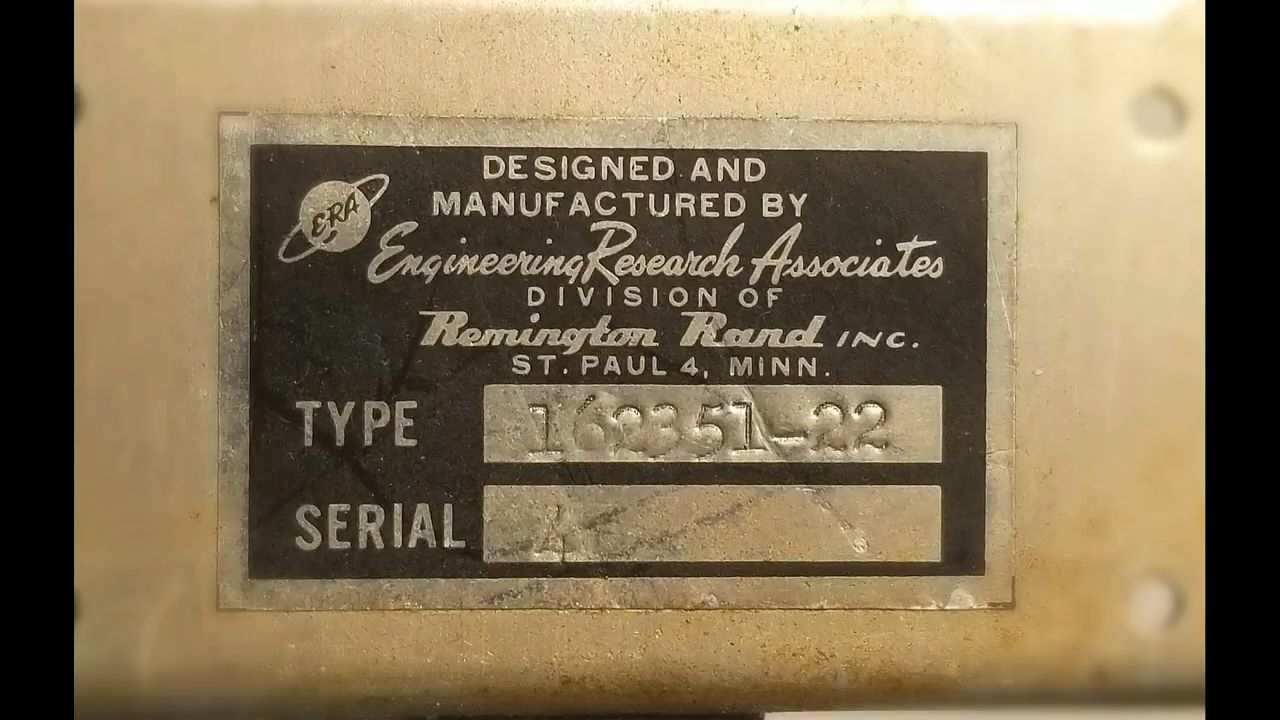 DESIGNED AND
MANUFACTURED BY
ERA
Engineering Research Associates
DIVISION OF
Remington Rand INC.
ST. PAUL 4, MINN.
TYPE 162351-22
SERIAL 4